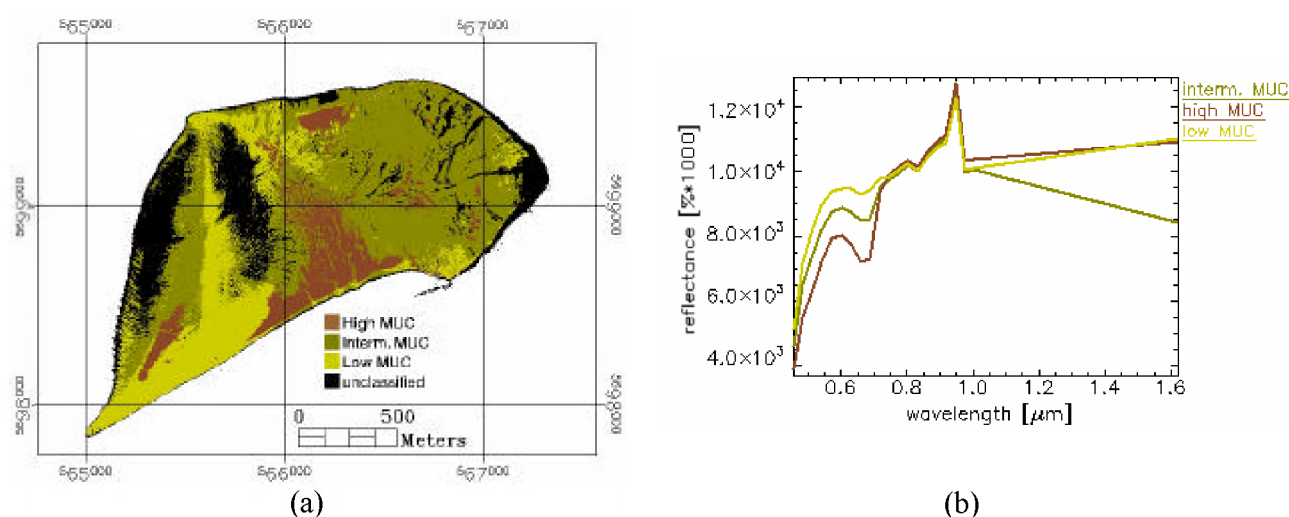 ⁵65⁰⁰⁰ ⁵66⁰⁰⁰ ⁵67⁰⁰⁰
High MUC
Interm. MUC
Low MUC
unclassified
0 500
Meters
⁵65⁰⁰⁰ ⁵66⁰⁰⁰ ⁵67⁰⁰⁰
(a)
interm. MUC
high MUC
low MUC
reflectance [%*1000]
1.2×10⁴
1.0×10⁴
8.0×10³
6.0×10³
4.0×10³
0.6 0.8 1.0 1.2 1.4 1.6
wavelength [μm]
(b)